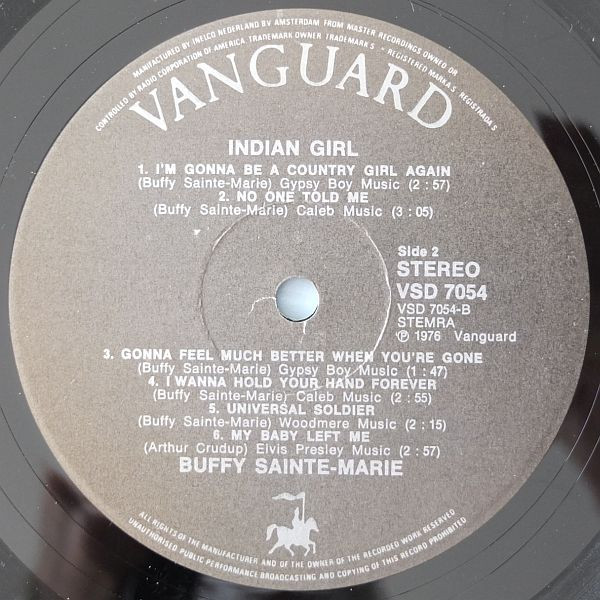 MANUFACTURED BY INELCO NEDERLAND BV AMSTERDAM FROM MASTER RECORDINGS OWNED OR
CONTROLLED BY RADIO CORPORATION OF AMERICA. TRADEMARK OWNER TRADEMARKS ® REGISTERED MARKAS REGISTRADAS
VANGUARD
INDIAN GIRL
1. I'M GONNA BE A COUNTRY GIRL AGAIN
(Buffy Sainte-Marie) Gypsy Boy Music (2 : 57)
2. NO ONE TOLD ME
(Buffy Sainte-Marie) Caleb Music (3 : 05)
Side 2
STEREO
VSD 7054
VSD 7054-B
STEMRA
℗ 1976 Vanguard
3. GONNA FEEL MUCH BETTER WHEN YOU'RE GONE
(Buffy Sainte-Marie) Gypsy Boy Music (1 : 47)
4. I WANNA HOLD YOUR HAND FOREVER
(Buffy Sainte-Marie) Caleb Music (2 : 55)
5. UNIVERSAL SOLDIER
(Buffy Sainte-Marie) Woodmere Music (2 : 15)
6. MY BABY LEFT ME
(Arthur Crudup) Elvis Presley Music (2 : 57)
BUFFY SAINTE-MARIE
ALL RIGHTS OF THE MANUFACTURER AND OF THE OWNER OF THE RECORDED WORK RESERVED
UNAUTHORISED PUBLIC PERFORMANCE BROADCASTING AND COPYING OF THIS RECORD PROHIBITED